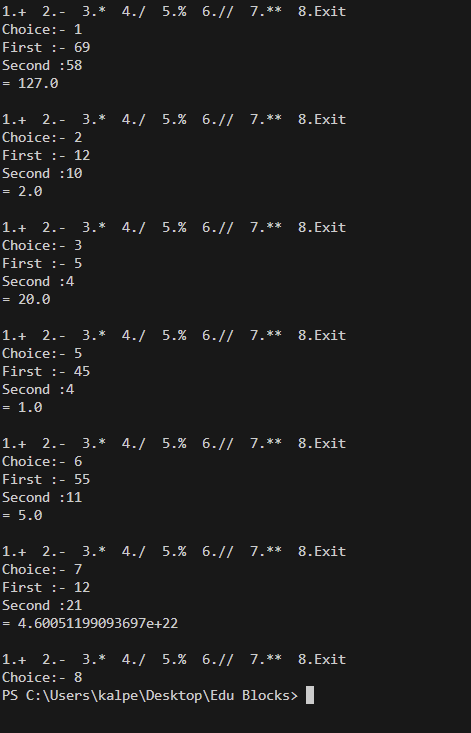 1.+  2.-  3.*  4./  5.%  6.//  7.**  8.Exit
Choice:- 1
First :- 69
Second :58
= 127.0

1.+  2.-  3.*  4./  5.%  6.//  7.**  8.Exit
Choice:- 2
First :- 12
Second :10
= 2.0

1.+  2.-  3.*  4./  5.%  6.//  7.**  8.Exit
Choice:- 3
First :- 5
Second :4
= 20.0

1.+  2.-  3.*  4./  5.%  6.//  7.**  8.Exit
Choice:- 5
First :- 45
Second :4
= 1.0

1.+  2.-  3.*  4./  5.%  6.//  7.**  8.Exit
Choice:- 6
First :- 55
Second :11
= 5.0

1.+  2.-  3.*  4./  5.%  6.//  7.**  8.Exit
Choice:- 7
First :- 12
Second :21
= 4.60051199093697e+22

1.+  2.-  3.*  4./  5.%  6.//  7.**  8.Exit
Choice:- 8
PS C:\Users\kalpe\Desktop\Edu Blocks>